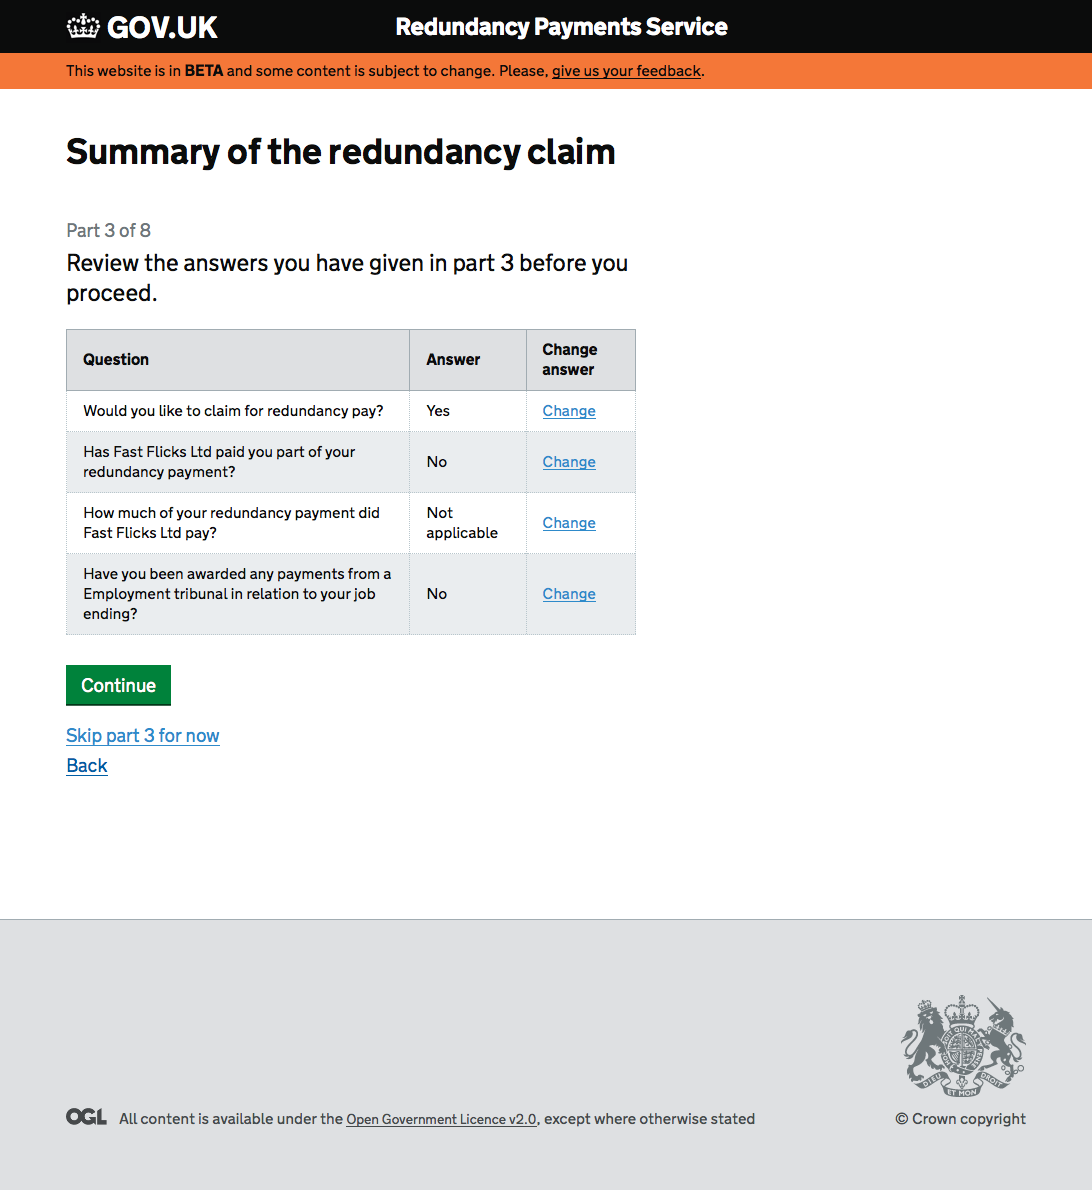 GOV.UK
Redundancy Payments Service
This website is in BETA and some content is subject to change. Please, give us your feedback.
Summary of the redundancy claim
Part 3 of 8
Review the answers you have given in part 3 before you
proceed.
Question
Answer
Change
answer
Would you like to claim for redundancy pay?
Yes
Change
Has Fast Flicks Ltd paid you part of your
redundancy payment?
No
Change
How much of your redundancy payment did
Fast Flicks Ltd pay?
Not
applicable
Change
Have you been awarded any payments from a
Employment tribunal in relation to your job
ending?
No
Change
Continue
Skip part 3 for now
Back
DIEU ET MON DROIT
OGL
All content is available under the Open Government Licence v2.0, except where otherwise stated
© Crown copyright